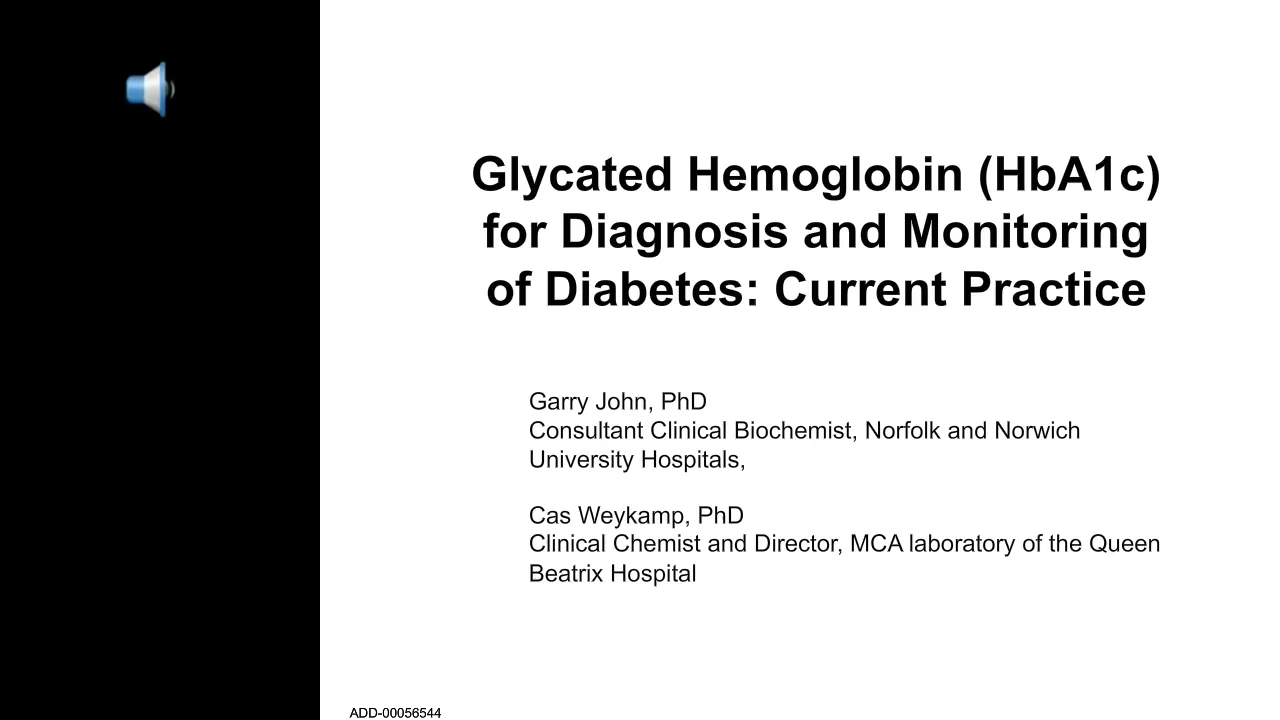 Glycated Hemoglobin (HbA1c)
for Diagnosis and Monitoring
of Diabetes: Current Practice
Garry John, PhD
Consultant Clinical Biochemist, Norfolk and Norwich
University Hospitals,
Cas Weykamp, PhD
Clinical Chemist and Director, MCA laboratory of the Queen
Beatrix Hospital
ADD-00056544